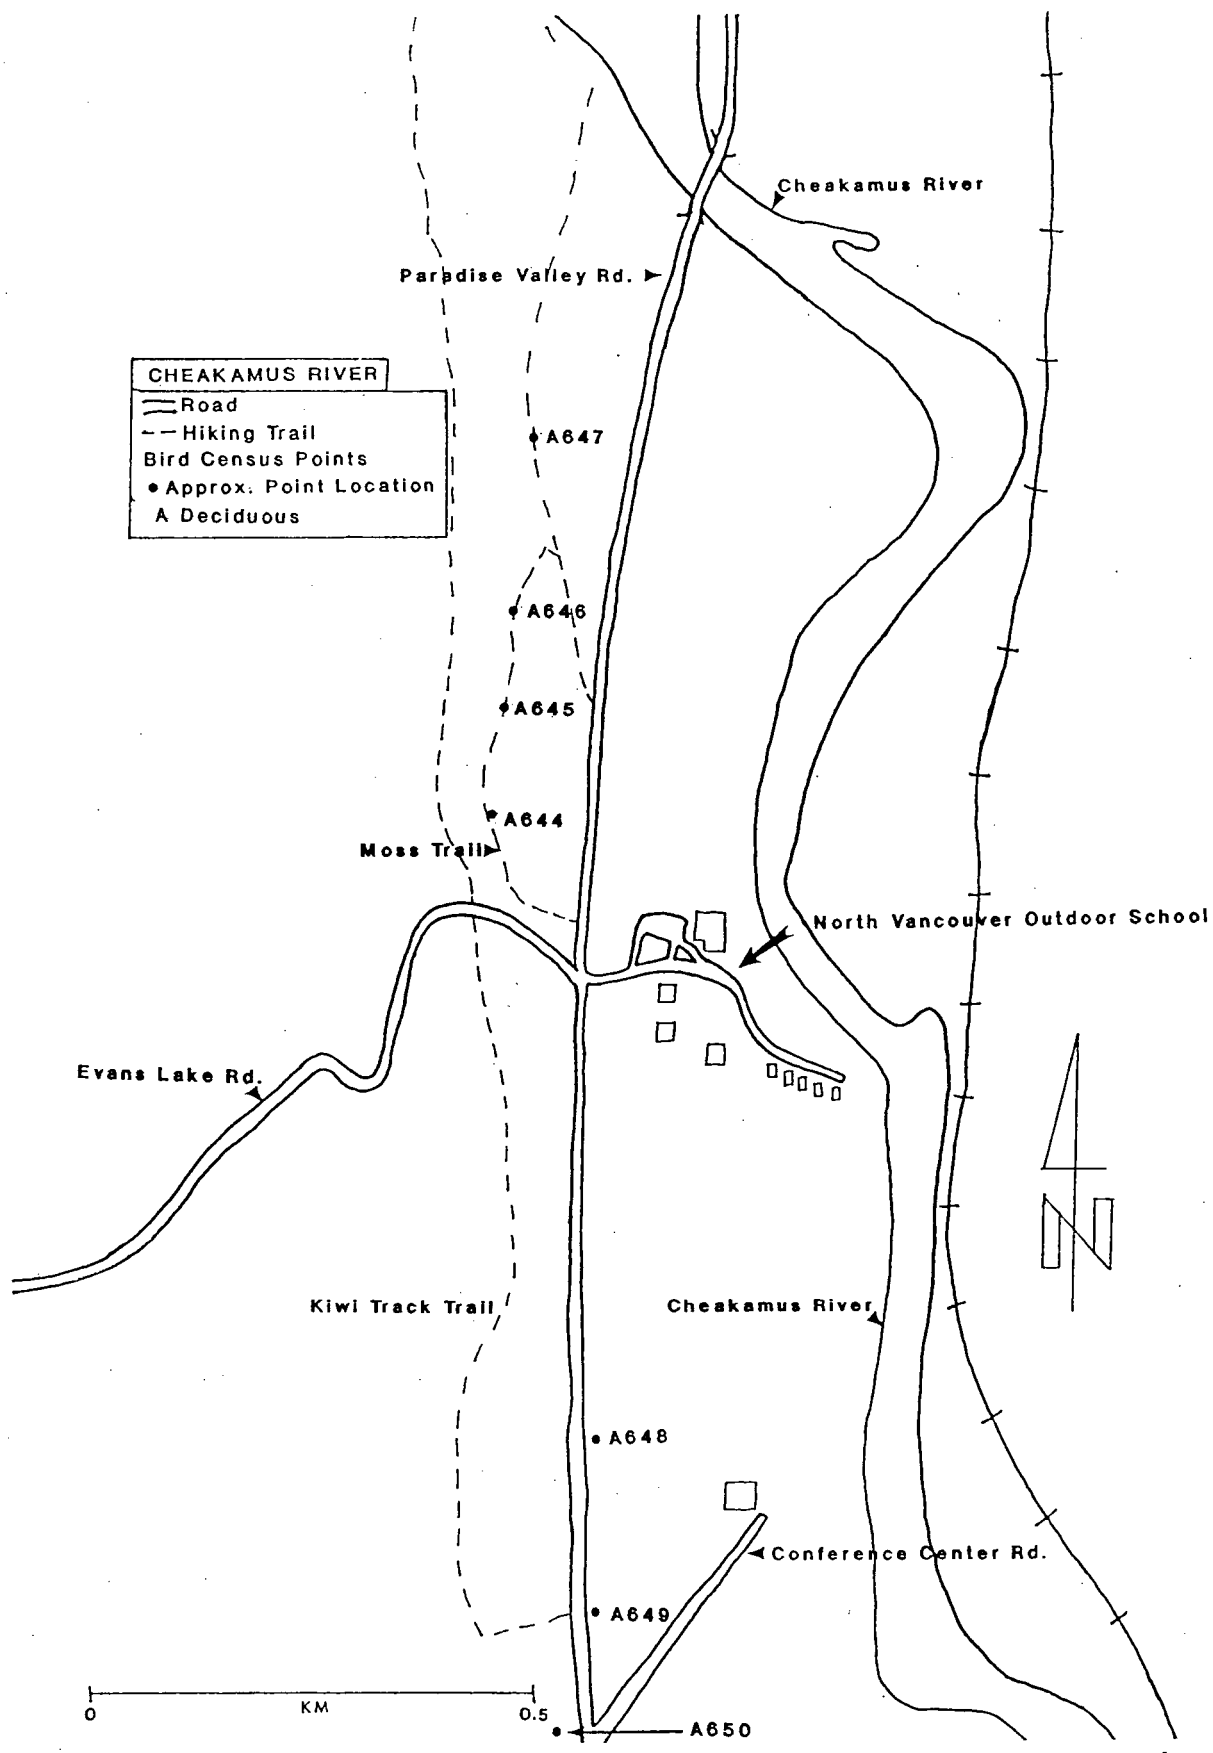 Cheakamus River
Paradise Valley Rd.
CHEAKAMUS RIVER
Road
Hiking Trail
Bird Census Points
Approx. Point Location
A Deciduous
A647
A646
A645
A644
Moss Trail
North Vancouver Outdoor School
Evans Lake Rd.
N
Kiwi Track Trail
Cheakamus River
A648
Conference Center Rd.
A649
KM
0
0.5
A650